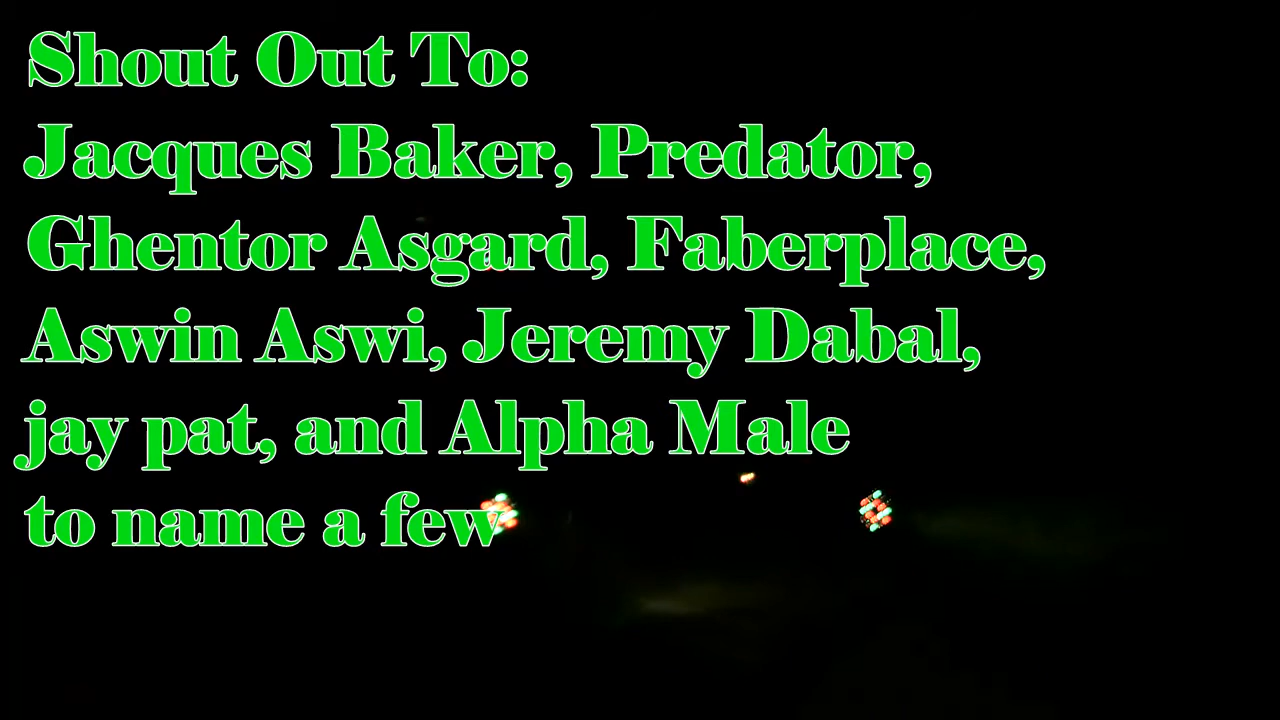 Shout Out To:
Jacques Baker, Predator,
Ghentor Asgard, Faberplace,
Aswin Aswi, Jeremy Dabal,
jay pat, and Alpha Male
to name a few